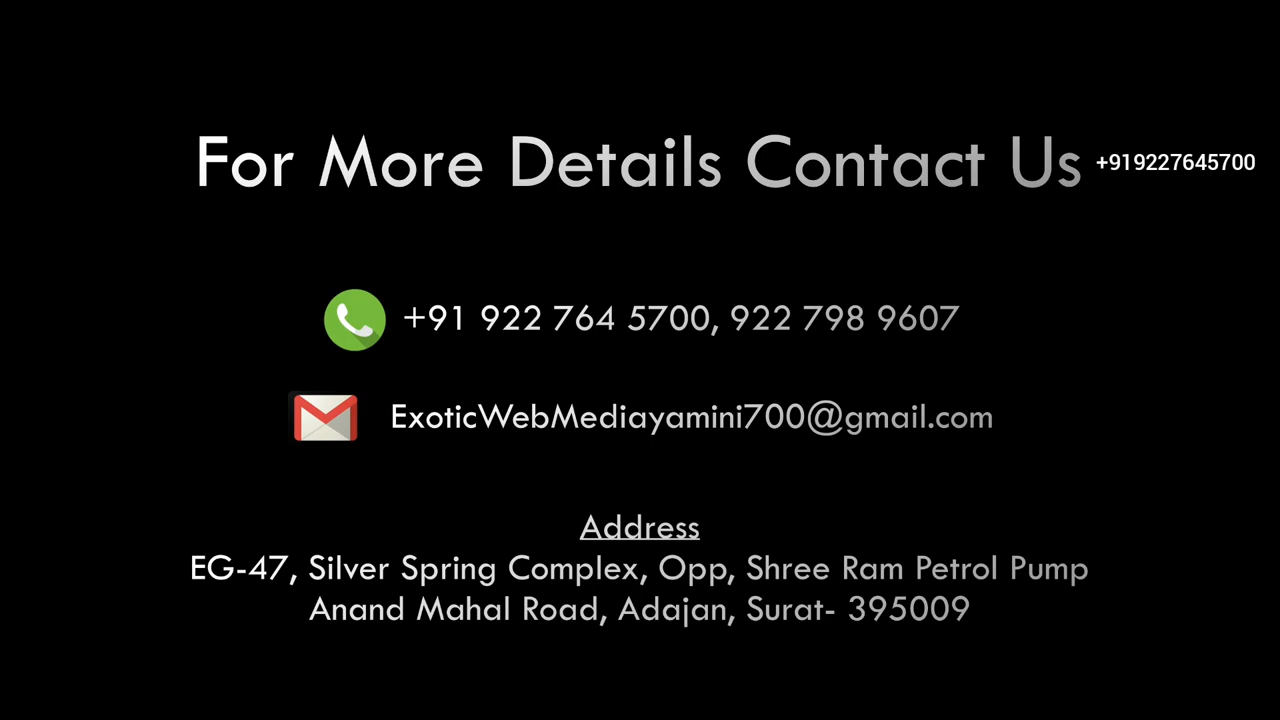 For More Details Contact Us +919227645700
+91 922 764 5700, 922 798 9607
ExoticWebMediayamini700@gmail.com
Address
EG-47, Silver Spring Complex, Opp, Shree Ram Petrol Pump
Anand Mahal Road, Adajan, Surat- 395009